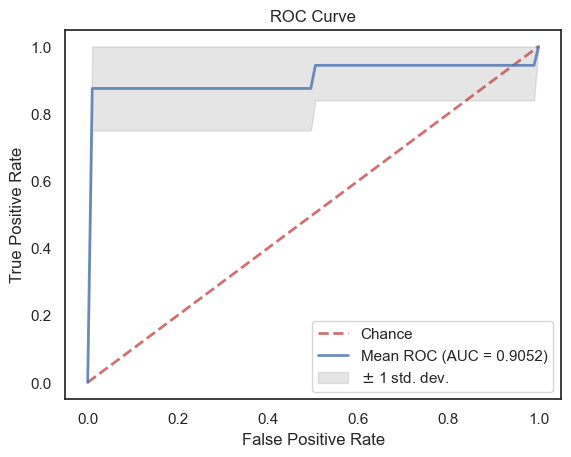 ROC Curve
True Positive Rate
1.0
0.8
0.6
0.4
0.2
0.0
Chance
Mean ROC (AUC = 0.9052)
± 1 std. dev.
0.0 0.2 0.4 0.6 0.8 1.0
False Positive Rate